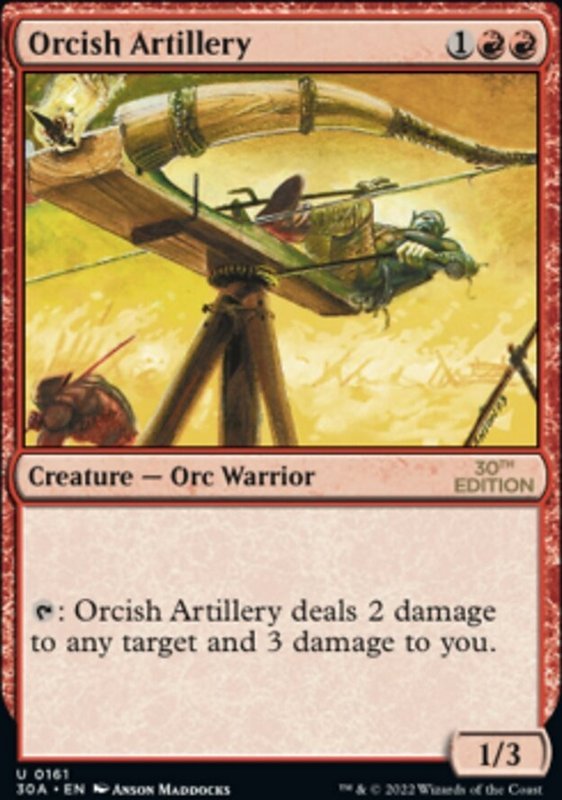 Orcish Artillery 1
Creature — Orc Warrior
30TH
EDITION
: Orcish Artillery deals 2 damage
to any target and 3 damage to you.
1/3
U 0161
30A • EN ANSON MADDOCKS
™ & © 2022 Wizards of the Coast